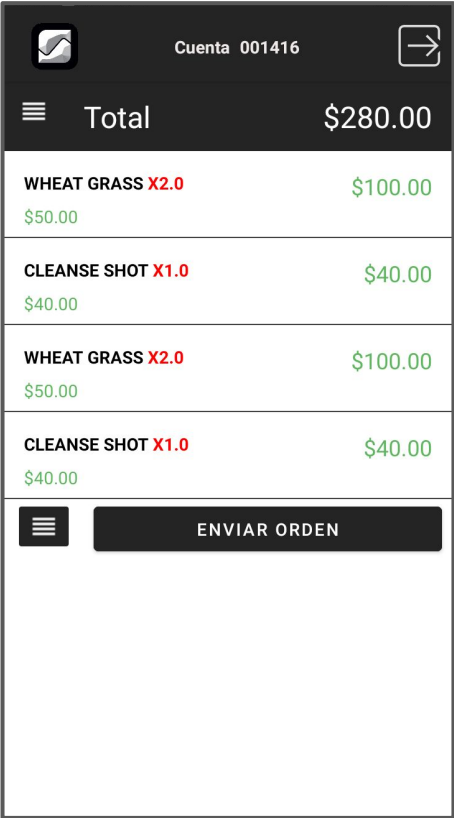 Cuenta 001416
Total $280.00
WHEAT GRASS X2.0 $100.00
$50.00
CLEANSE SHOT X1.0 $40.00
$40.00
WHEAT GRASS X2.0 $100.00
$50.00
CLEANSE SHOT X1.0 $40.00
$40.00
ENVIAR ORDEN